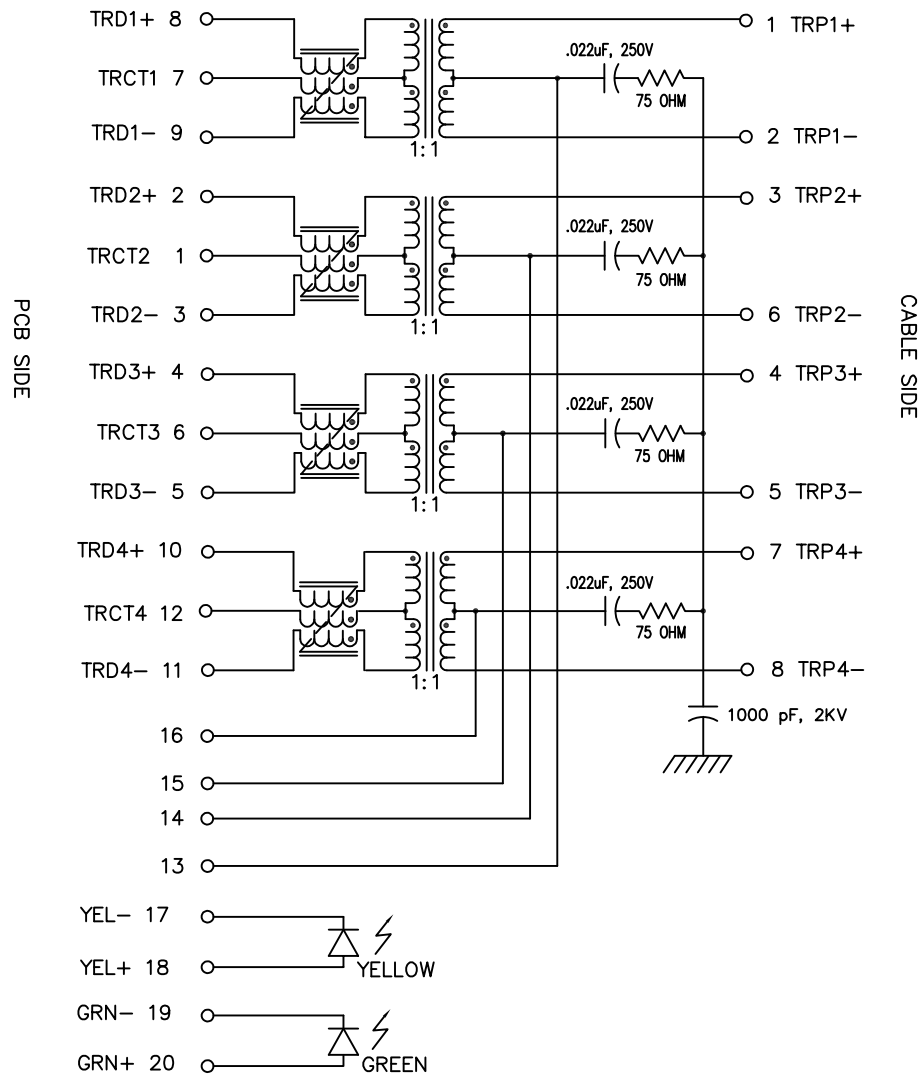 TRD1+ 8
1 TRP1+
.022uF, 250V
TRCT1 7
75 OHM
TRD1- 9
2 TRP1-
1:1
TRD2+ 2
3 TRP2+
.022uF, 250V
TRCT2 1
75 OHM
TRD2- 3
6 TRP2-
1:1
PCB SIDE
CABLE SIDE
TRD3+ 4
4 TRP3+
.022uF, 250V
TRCT3 6
75 OHM
TRD3- 5
5 TRP3-
1:1
TRD4+ 10
7 TRP4+
.022uF, 250V
TRCT4 12
75 OHM
TRD4- 11
8 TRP4-
1:1
1000 pF, 2KV
16
15
14
13
YEL- 17
YEL+ 18
YELLOW
GRN- 19
GRN+ 20
GREEN